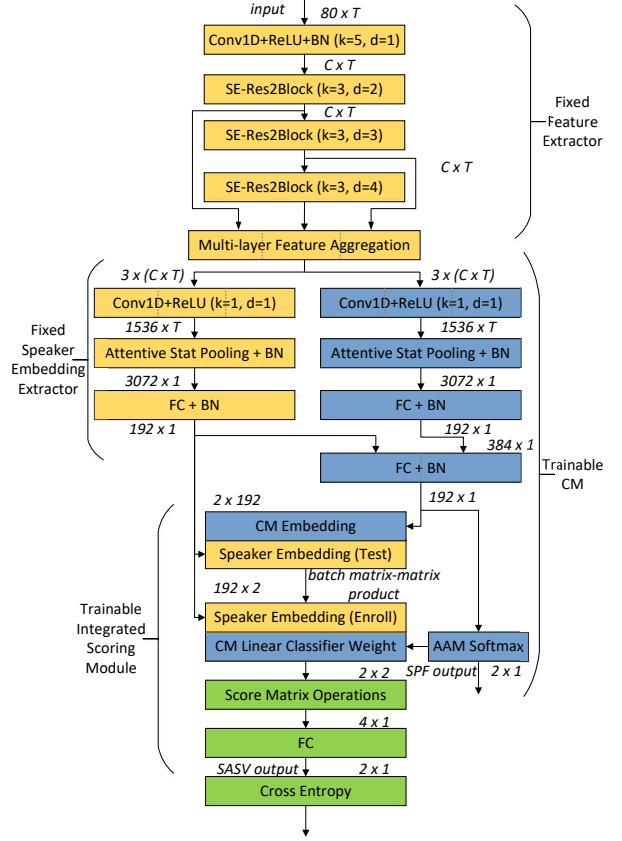 input
80 x T
Conv1D+ReLU+BN (k=5, d=1)
C x T
SE-Res2Block (k=3, d=2)
C x T
SE-Res2Block (k=3, d=3)
C x T
SE-Res2Block (k=3, d=4)
Multi-layer Feature Aggregation
Fixed
Feature
Extractor
3 x (C x T)
3 x (C x T)
Conv1D+ReLU (k=1, d=1)
Conv1D+ReLU (k=1, d=1)
1536 x T
1536 x T
Attentive Stat Pooling + BN
Attentive Stat Pooling + BN
3072 x 1
3072 x 1
FC + BN
FC + BN
192 x 1
192 x 1
384 x 1
Fixed
Speaker
Embedding
Extractor
FC + BN
192 x 1
Trainable
CM
2 x 192
CM Embedding
Speaker Embedding (Test)
batch matrix-matrix
product
192 x 2
Speaker Embedding (Enroll)
CM Linear Classifier Weight
AAM Softmax
SPF output
2 x 1
2 x 2
Score Matrix Operations
4 x 1
FC
SASV output
2 x 1
Cross Entropy
Trainable
Integrated
Scoring
Module